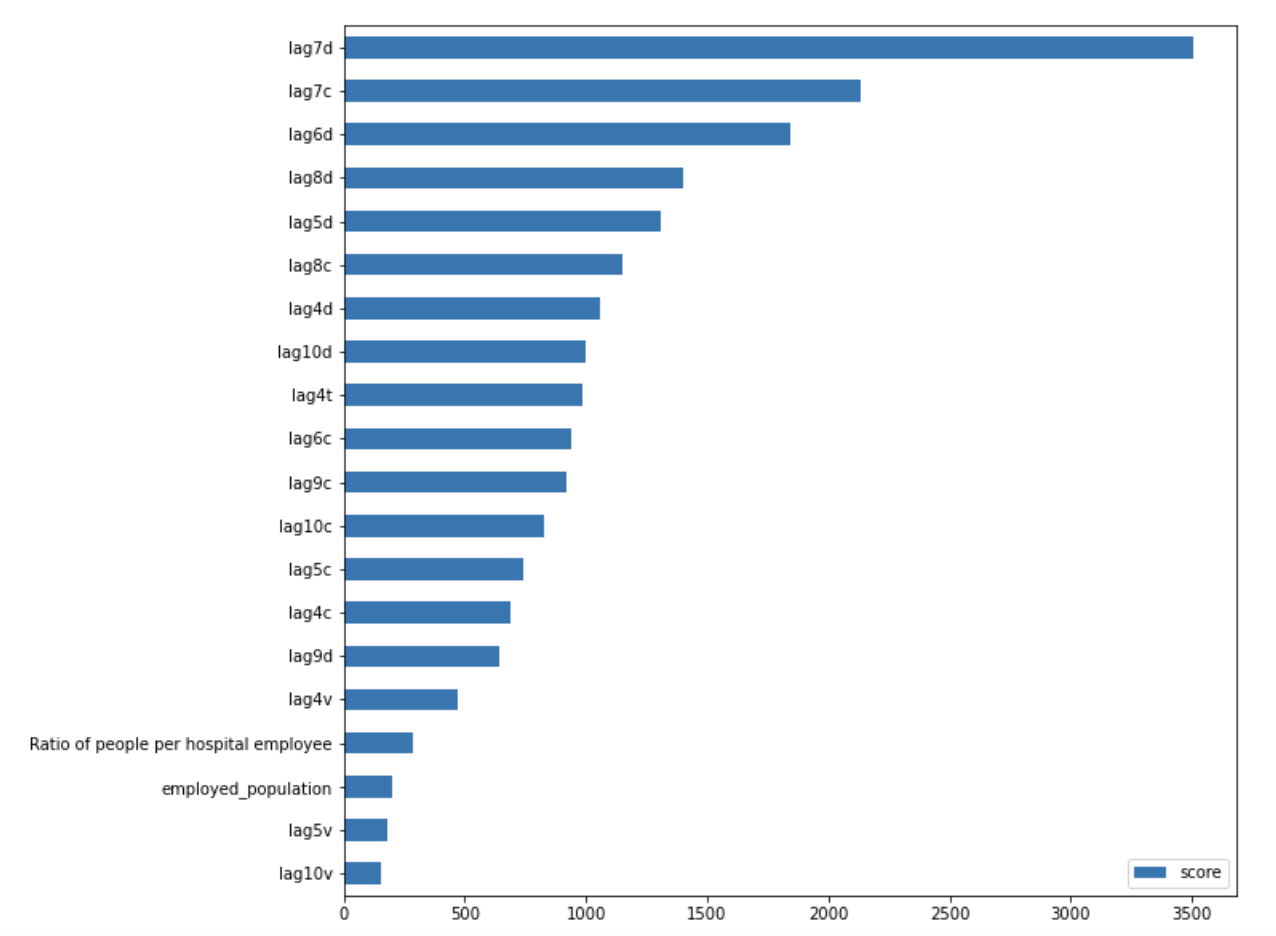 lag7d
lag7c
lag6d
lag8d
lag5d
lag8c
lag4d
lag10d
lag4t
lag6c
lag9c
lag10c
lag5c
lag4c
lag9d
lag4v
Ratio of people per hospital employee
employed_population
lag5v
lag10v
score
0 500 1000 1500 2000 2500 3000 3500